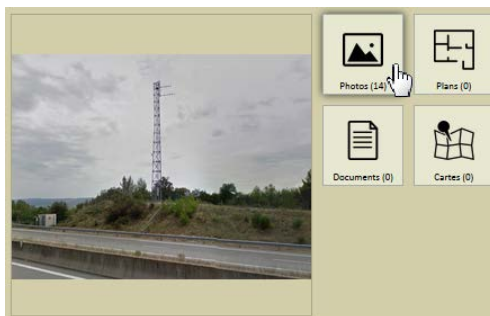 Photos (14)
Plans (0)
Documents (0)
Cartes (0)